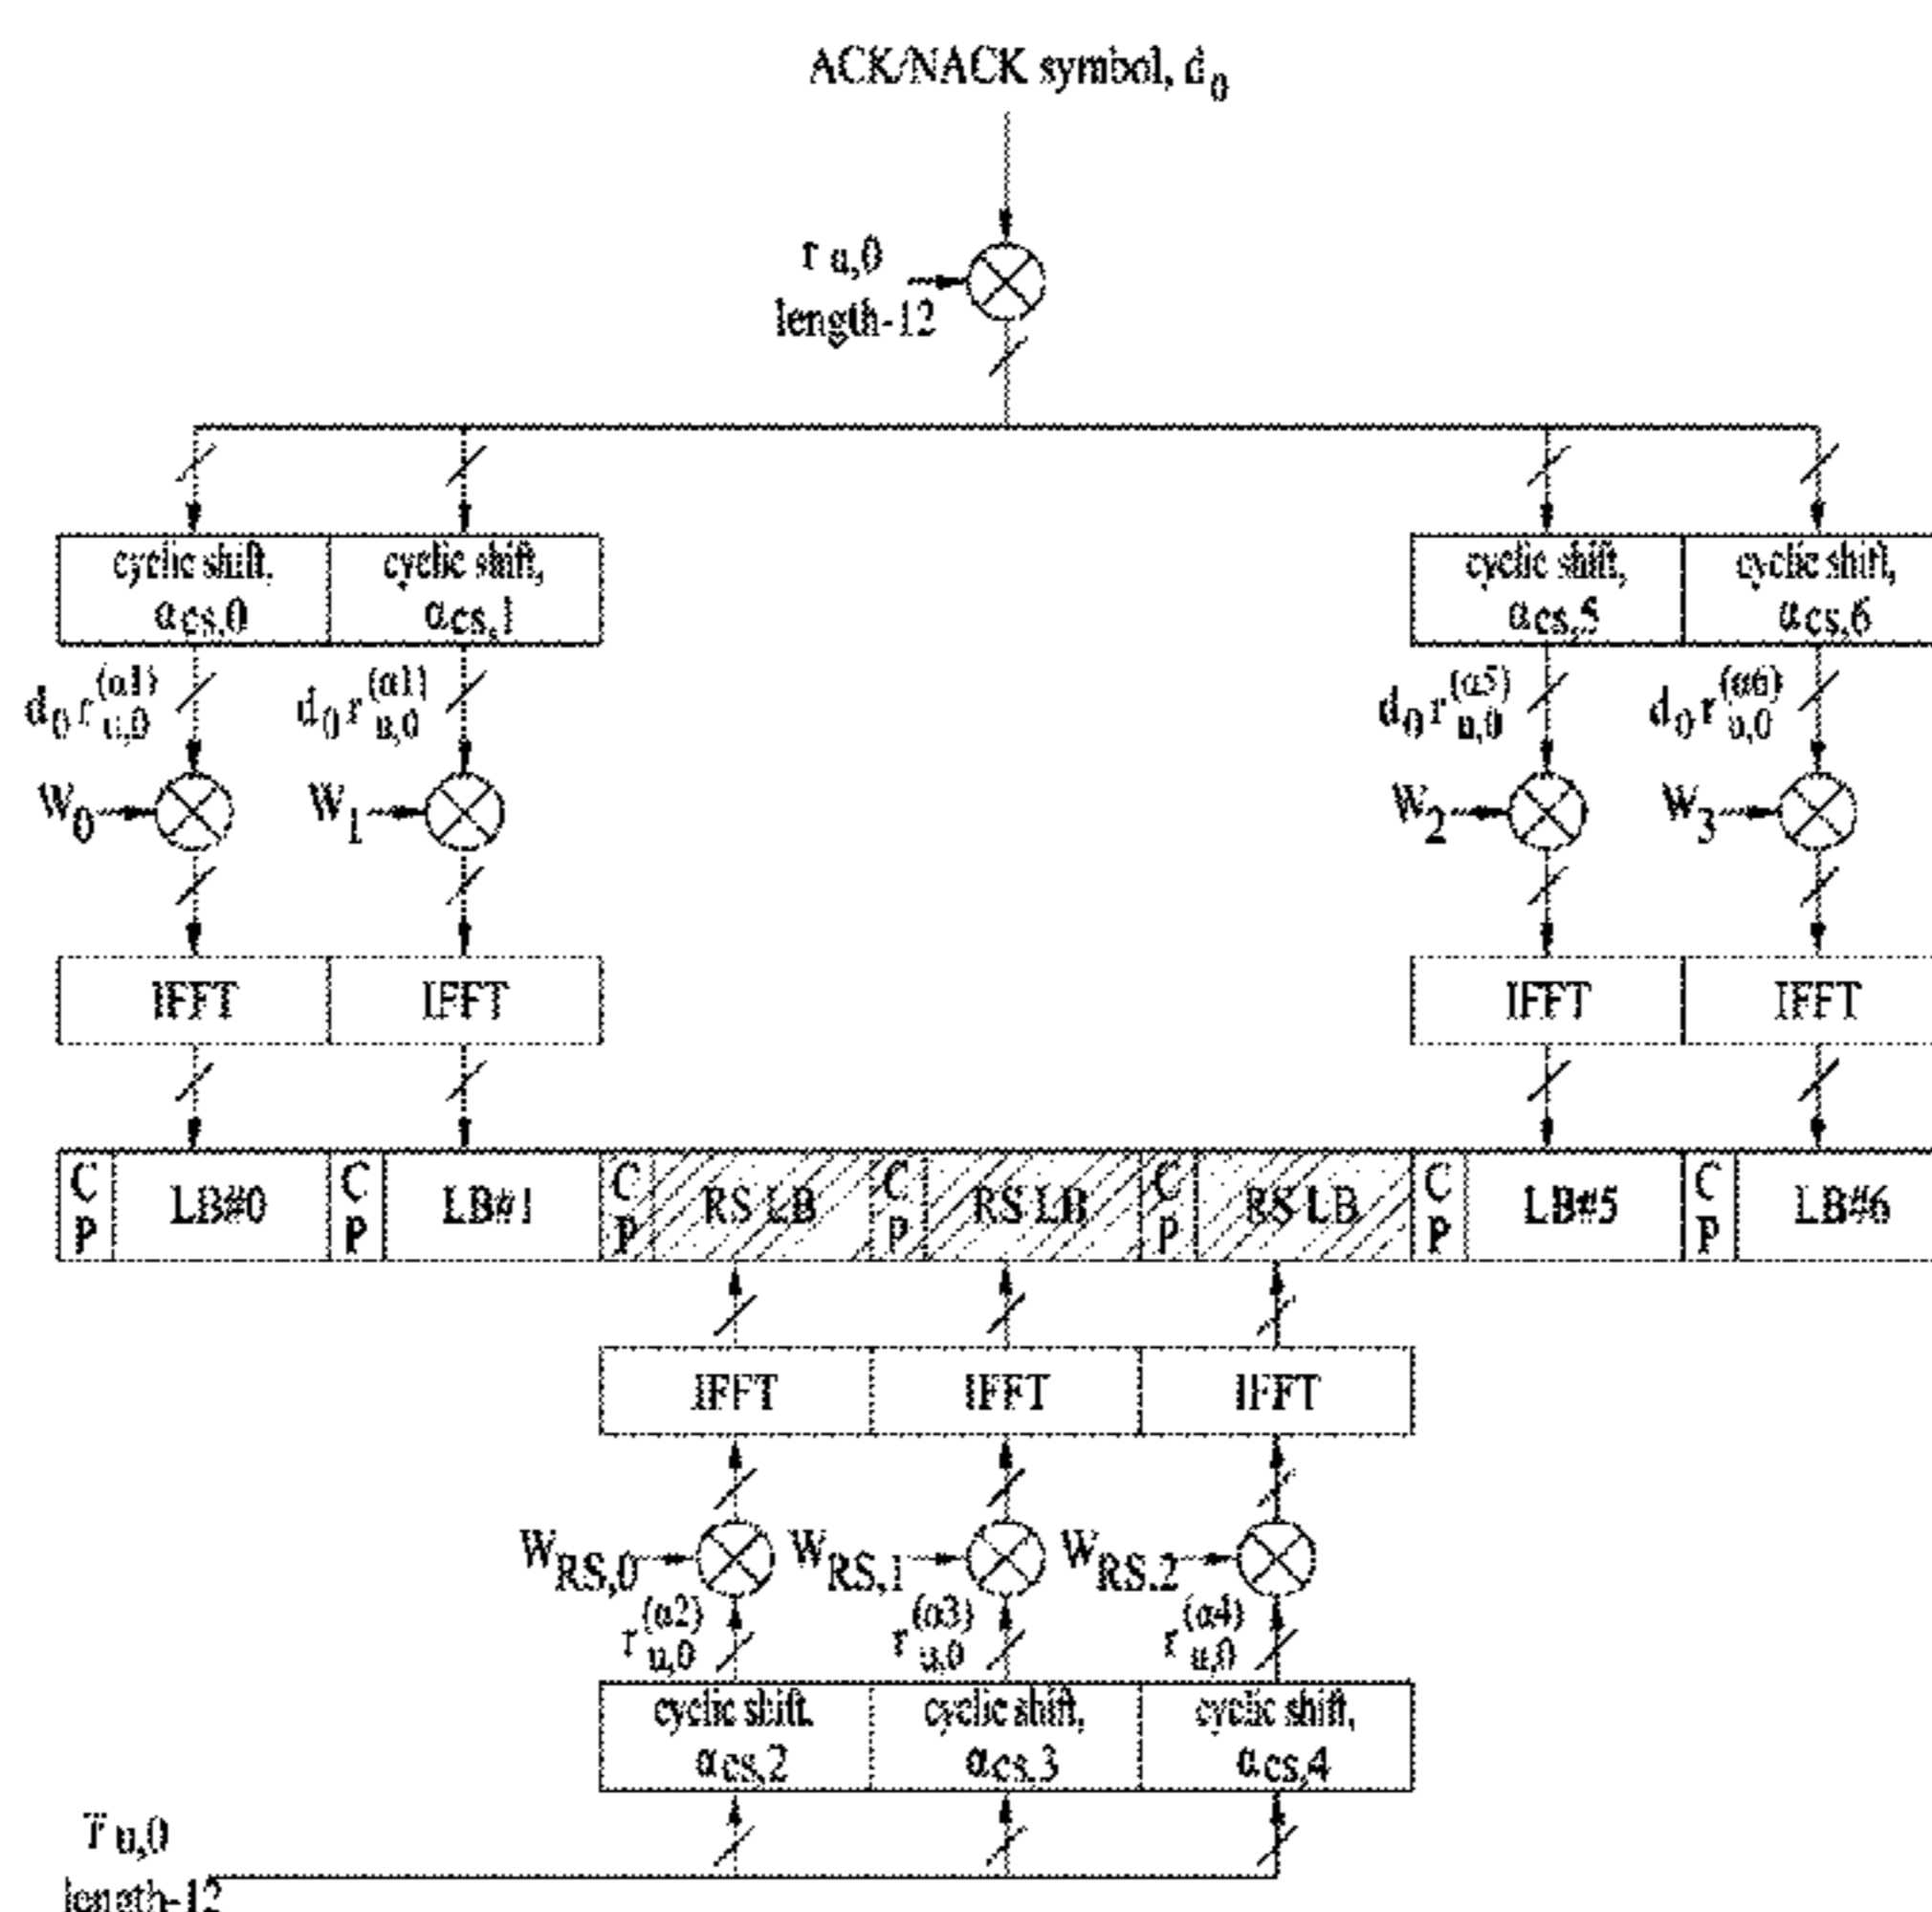 ACK/NACK symbol, d0
r u,0
length-12
cyclic shift, αcs,0
cyclic shift, αcs,1
cyclic shift, αcs,5
cyclic shift, αcs,6
d0 r u,0 (α1)
d0 r u,0 (α1)
d0 r u,0 (α5)
d0 r u,0 (α6)
W0
W1
W2
W3
IFFT
IFFT
IFFT
IFFT
CP
LB#0
CP
LB#1
CP
RS LB
CP
RS LB
CP
RS LB
CP
LB#5
CP
LB#6
IFFT
IFFT
IFFT
WRS,0
WRS,1
WRS.2
r u,0 (α2)
r u,0 (α3)
r u,0 (α4)
cyclic shift. αcs,2
cyclic shift, αcs.3
cyclic shift, αcs,4
r̄ u,0
length-12